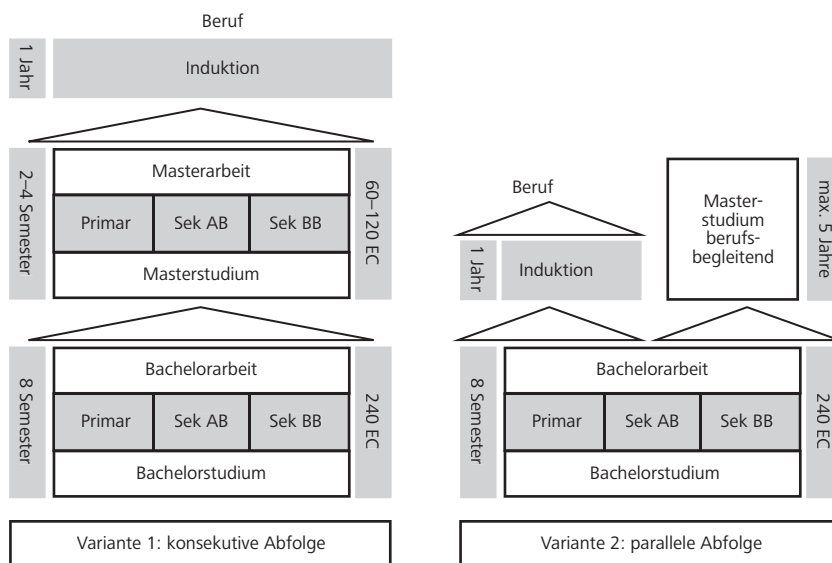 Beruf
1 Jahr
Induktion
2–4 Semester
Masterarbeit
Primar
Sek AB
Sek BB
Masterstudium
60–120 EC
8 Semester
Bachelorarbeit
Primar
Sek AB
Sek BB
Bachelorstudium
240 EC
Variante 1: konsekutive Abfolge
Beruf
1 Jahr
Induktion
Master-
studium
berufs-
begleitend
max. 5 Jahre
8 Semester
Bachelorarbeit
Primar
Sek AB
Sek BB
Bachelorstudium
240 EC
Variante 2: parallele Abfolge